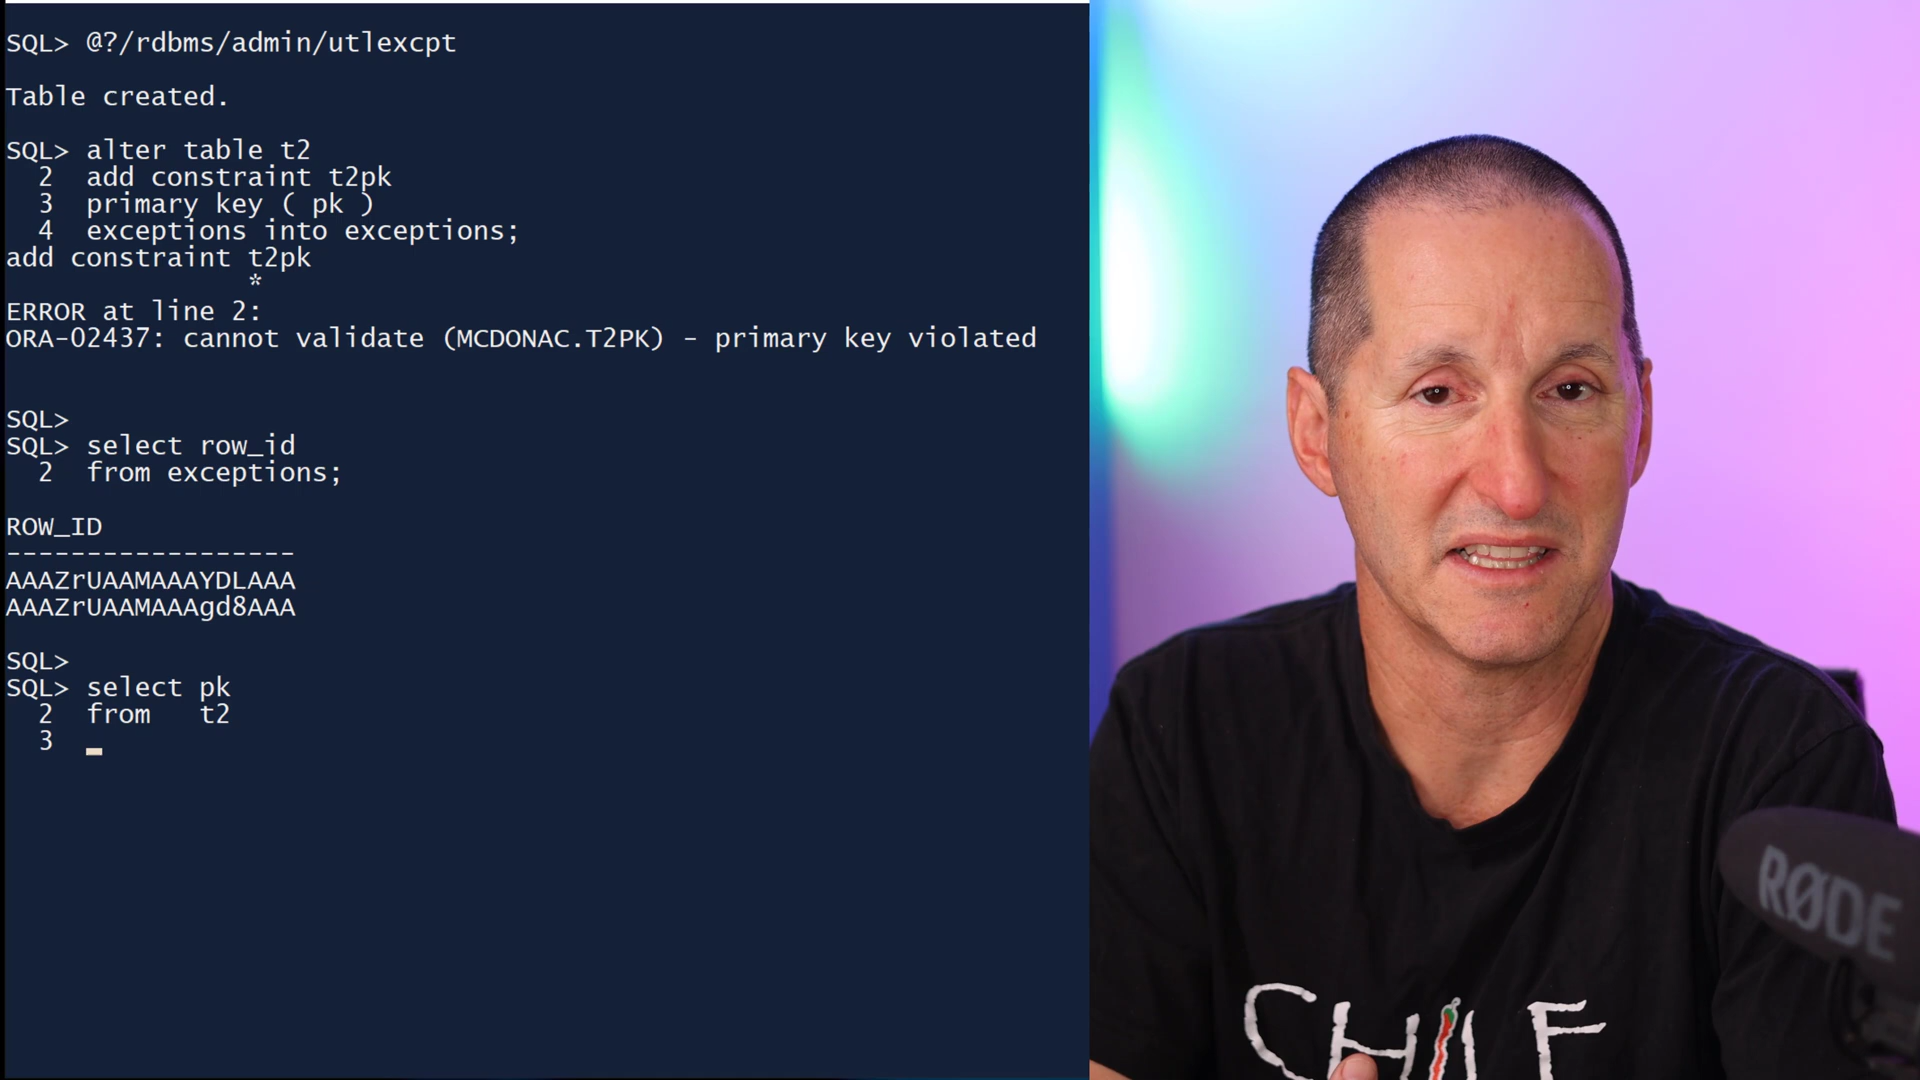 SQL> @?/rdbms/admin/utlexcpt
Table created.
SQL> alter table t2
  2  add constraint t2pk
  3  primary key ( pk )
  4  exceptions into exceptions;
add constraint t2pk
               *
ERROR at line 2:
ORA-02437: cannot validate (MCDONAC.T2PK) - primary key violated
SQL>
SQL> select row_id
  2  from exceptions;
ROW_ID
------------------
AAAZrUAAMAAAYDLAAA
AAAZrUAAMAAAgd8AAA
SQL>
SQL> select pk
  2  from   t2
  3
RØDE
CHILE